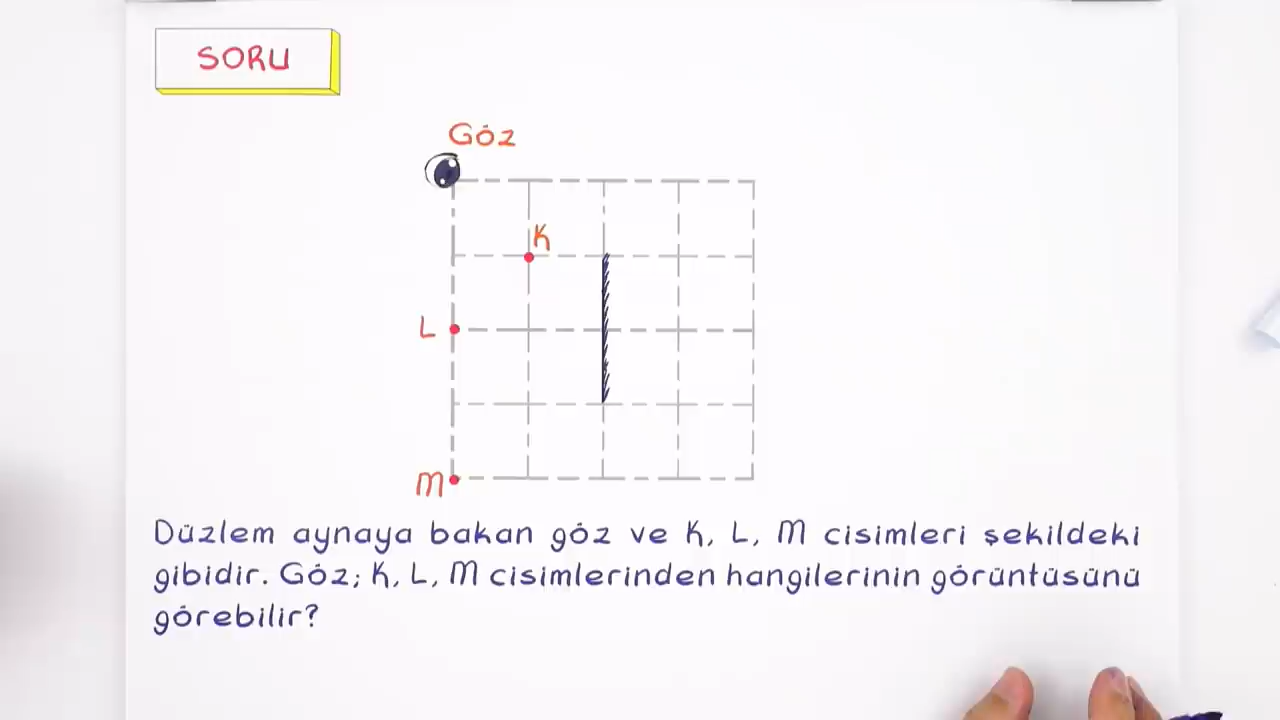 SORU
Göz
K
L
M
Düzlem aynaya bakan göz ve K, L, M cisimleri şekildeki
gibidir. Göz; K, L, M cisimlerinden hangilerinin görüntüsünü
görebilir?